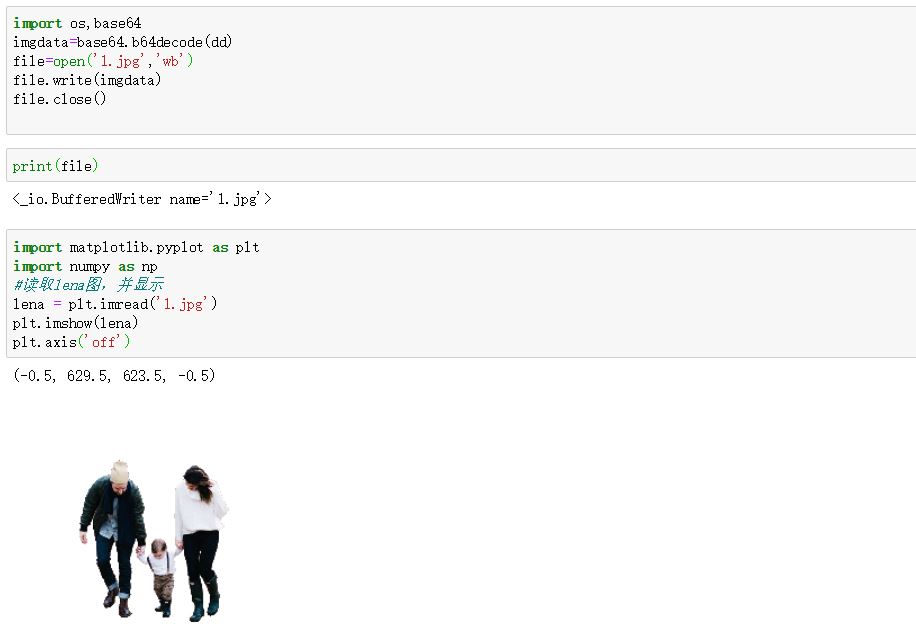 import os,base64
imgdata=base64.b64decode(dd)
file=open('1.jpg','wb')
file.write(imgdata)
file.close()
print(file)
<_io.BufferedWriter name='1.jpg'>
import matplotlib.pyplot as plt
import numpy as np
#读取lena图，并显示
lena = plt.imread('1.jpg')
plt.imshow(lena)
plt.axis('off')
(-0.5, 629.5, 623.5, -0.5)